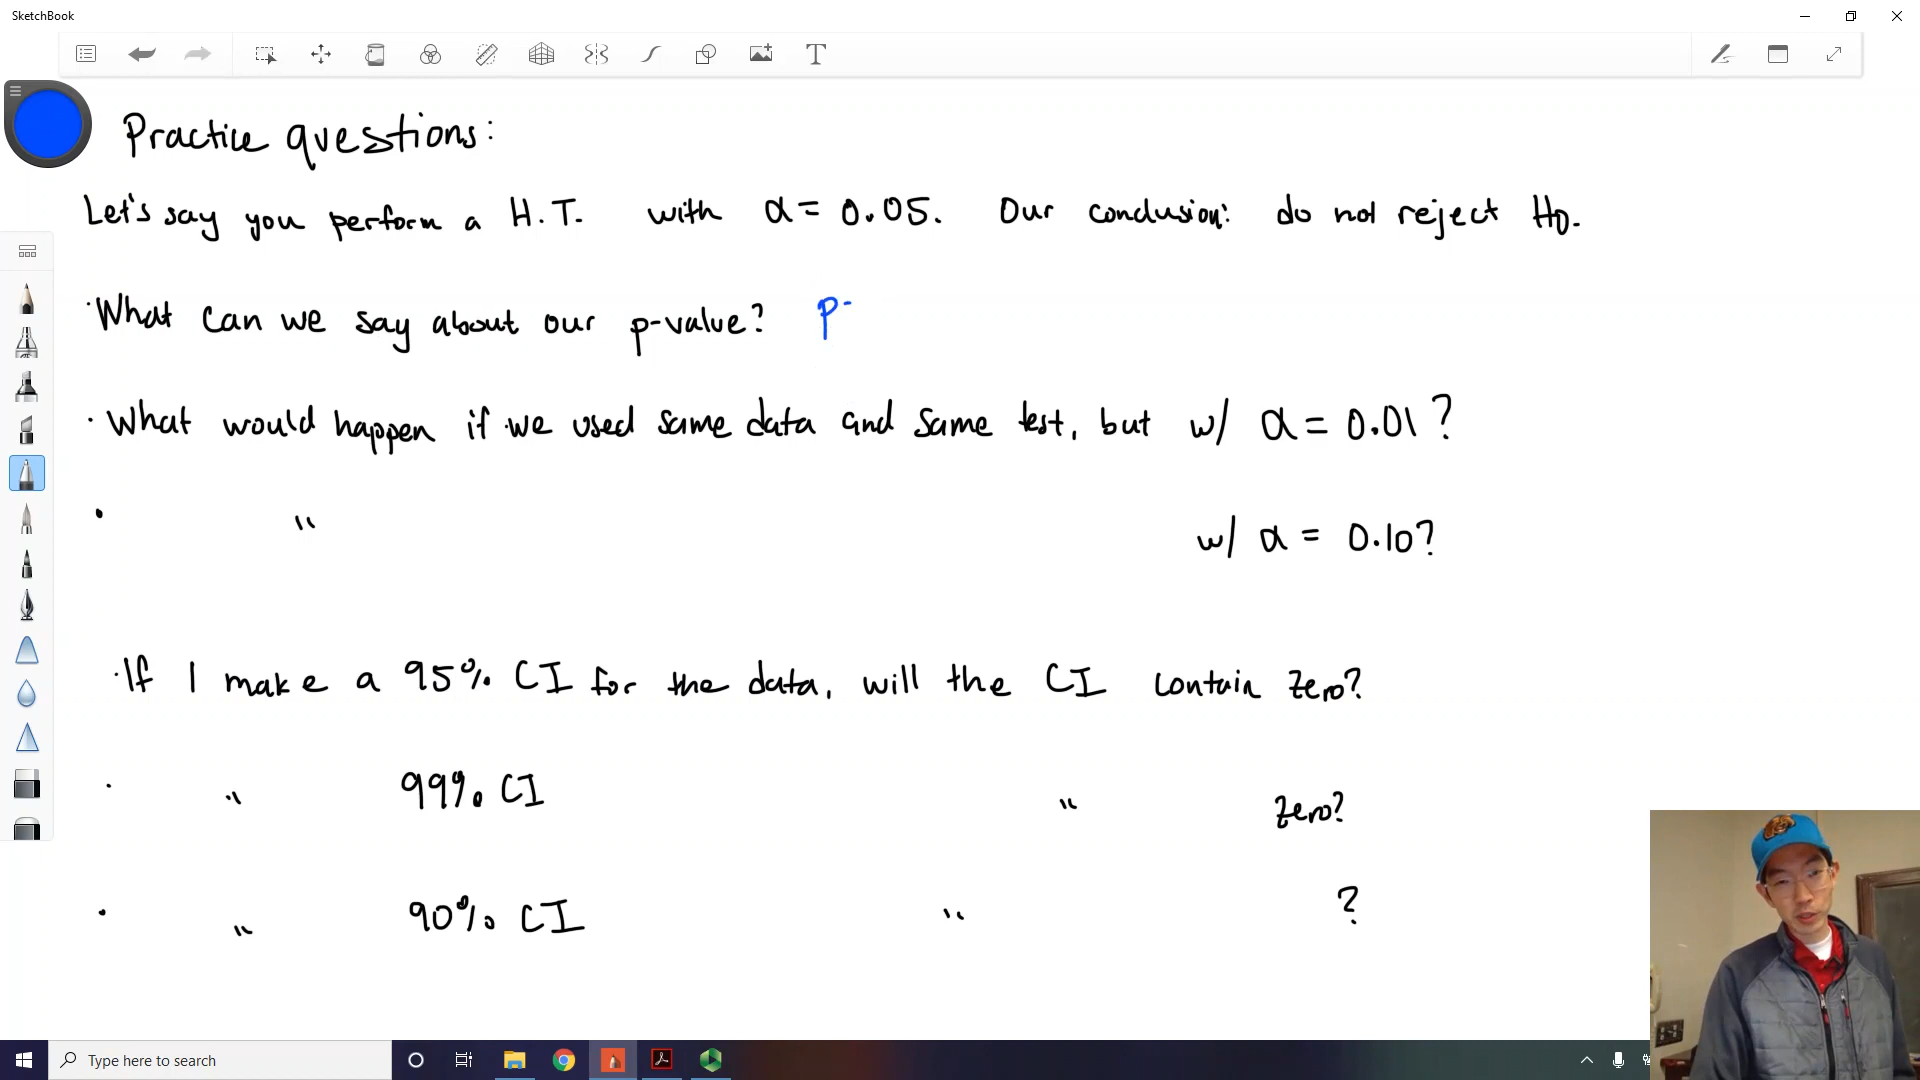 SketchBook
Practice questions:
Let's say you perform a H.T. with α = 0.05. Our conclusion: do not reject H0.
· What can we say about our p-value? p-
· What would happen if we used same data and same test, but w/ α = 0.01?
· " w/ α = 0.10?
· If I make a 95% CI for the data, will the CI contain zero?
· " 99% CI " zero?
· " 90% CI " ?
Type here to search